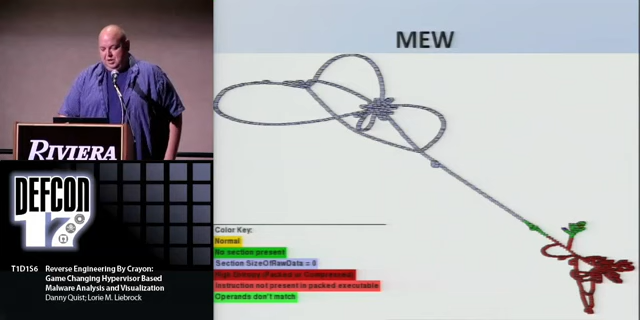 MEW
RIVIERA
DEFCON
17
T1D1S6 Reverse Engineering By Crayon:
Game Changing Hypervisor Based
Malware Analysis and Visualization
Danny Quist; Lorie M. Liebrock
Color Key:
Normal
No section present
Section SizeOfRawData = 0
High Entropy (Packed or Compressed)
Instruction not present in packed executable
Operands don't match